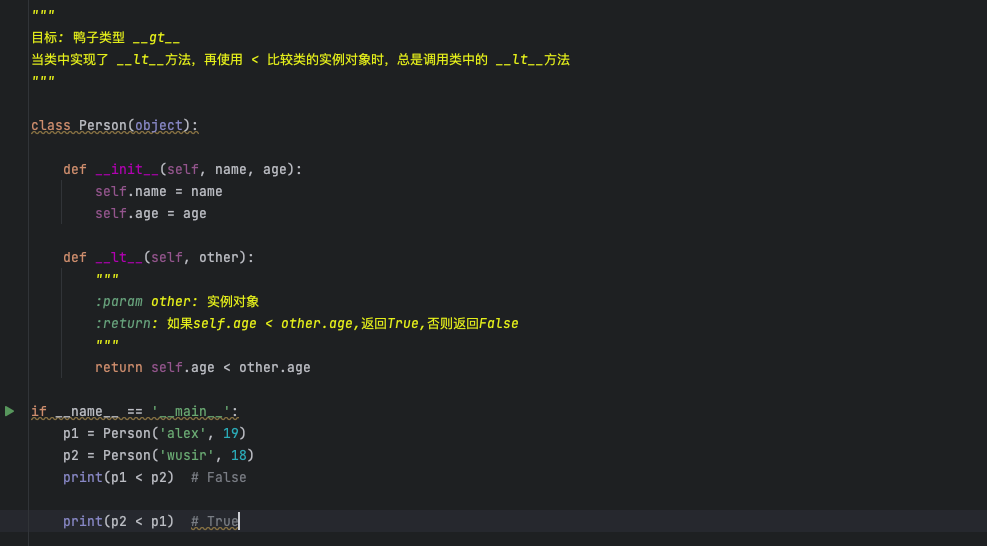 """
目标: 鸭子类型 __gt__
当类中实现了 __lt__方法，再使用 < 比较类的实例对象时，总是调用类中的 __lt__方法
"""
class Person(object):
def __init__(self, name, age):
self.name = name
self.age = age
def __lt__(self, other):
"""
:param other: 实例对象
:return: 如果self.age < other.age,返回True,否则返回False
"""
return self.age < other.age
if __name__ == '__main__':
p1 = Person('alex', 19)
p2 = Person('wusir', 18)
print(p1 < p2)  # False
print(p2 < p1)  # True